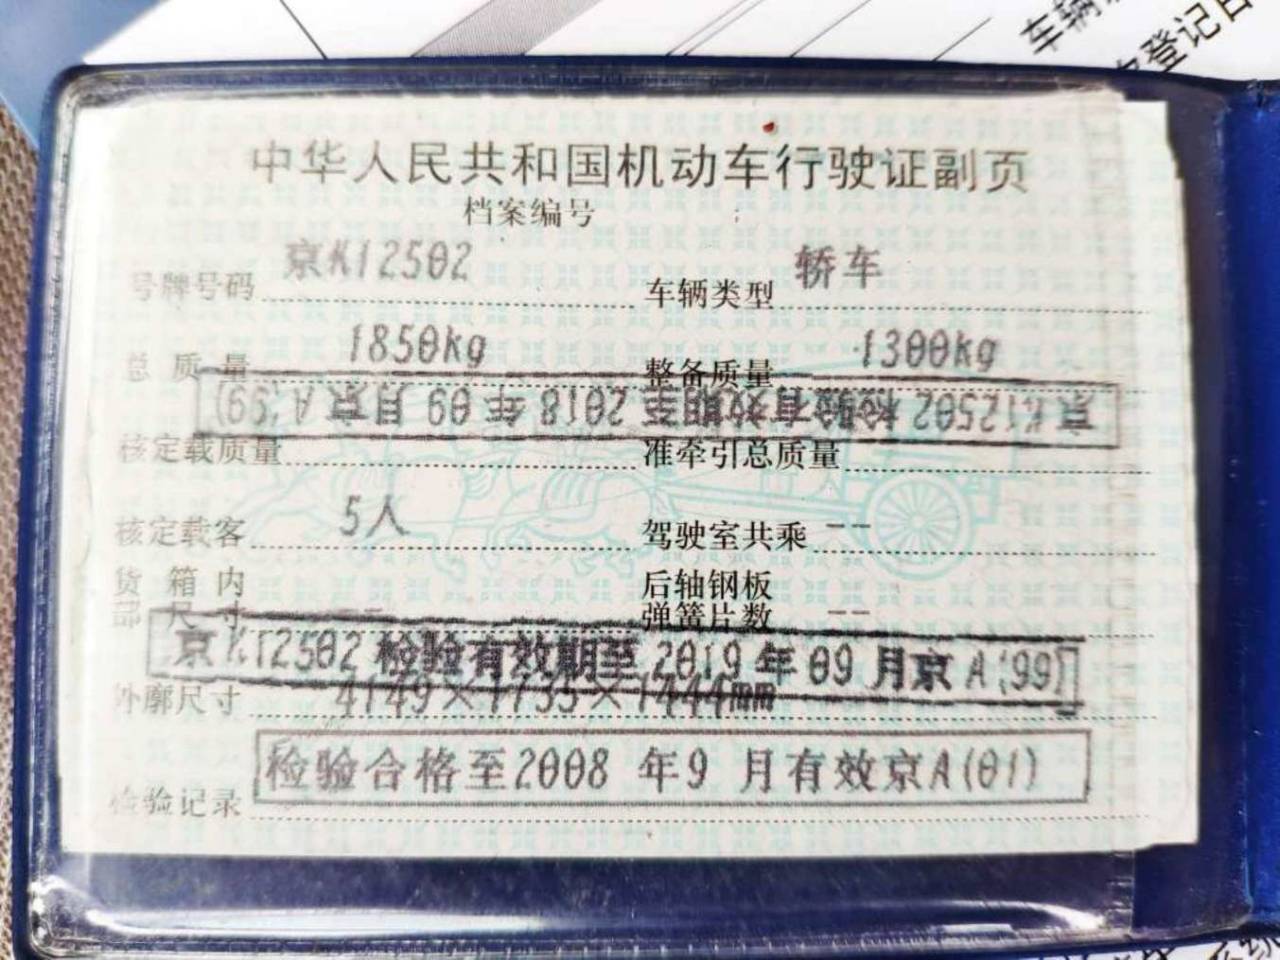 车辆
登记日
中华人民共和国机动车行驶证副页
档案编号
号牌号码 京K12502 车辆类型 轿车
总质量 1850kg 整备质量 1300kg
京K12502检验有效期至2018年09月京A(99)
核定载质量 准牵引总质量
核定载客 5人 驾驶室共乘 --
货箱内 后轴钢板
部尺寸 -- 弹簧片数 --
京K12502检验有效期至2019年09月京A(99)
外廓尺寸 4149×1735×1444mm
检验合格至2008年9月有效京A(01)
检验记录